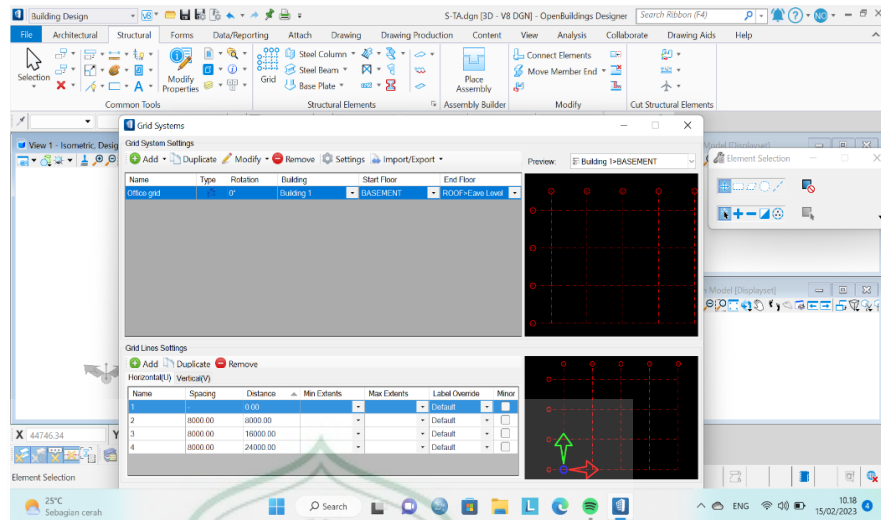 Building Design
S-TA.dgn [3D - V8 DGN] - OpenBuildings Designer
Search Ribbon (F4)
NC
File Architectural Structural Forms Data/Reporting Attach Drawing Drawing Production Content View Analysis Collaborate Drawing Aids Help
Selection
Modify Properties
Grid
Steel Column
Steel Beam
Base Plate
Place Assembly
Connect Elements
Move Member End
Common Tools Structural Elements Assembly Builder Modify Cut Structural Elements
View 1 - Isometric, Desig
Grid Systems
Grid System Settings
Add Duplicate Modify Remove Settings Import/Export
Preview: Building 1>BASEMENT
Name Type Rotation Building Start Floor End Floor
Office grid 0° Building 1 BASEMENT ROOF>Eave Level
Model [Displayset]
Element Selection
Model [Displayset]
Grid Lines Settings
Add Duplicate Remove
Horizontal(U) Vertical(V)
Name Spacing Distance Min Extents Max Extents Label Override Minor
1 - 0.00 Default
2 8000.00 8000.00 Default
3 8000.00 16000.00 Default
4 8000.00 24000.00 Default
X 44746.34 Y
Element Selection
25°C
Sebagian cerah
Search
ENG
10.18
15/02/2023
4